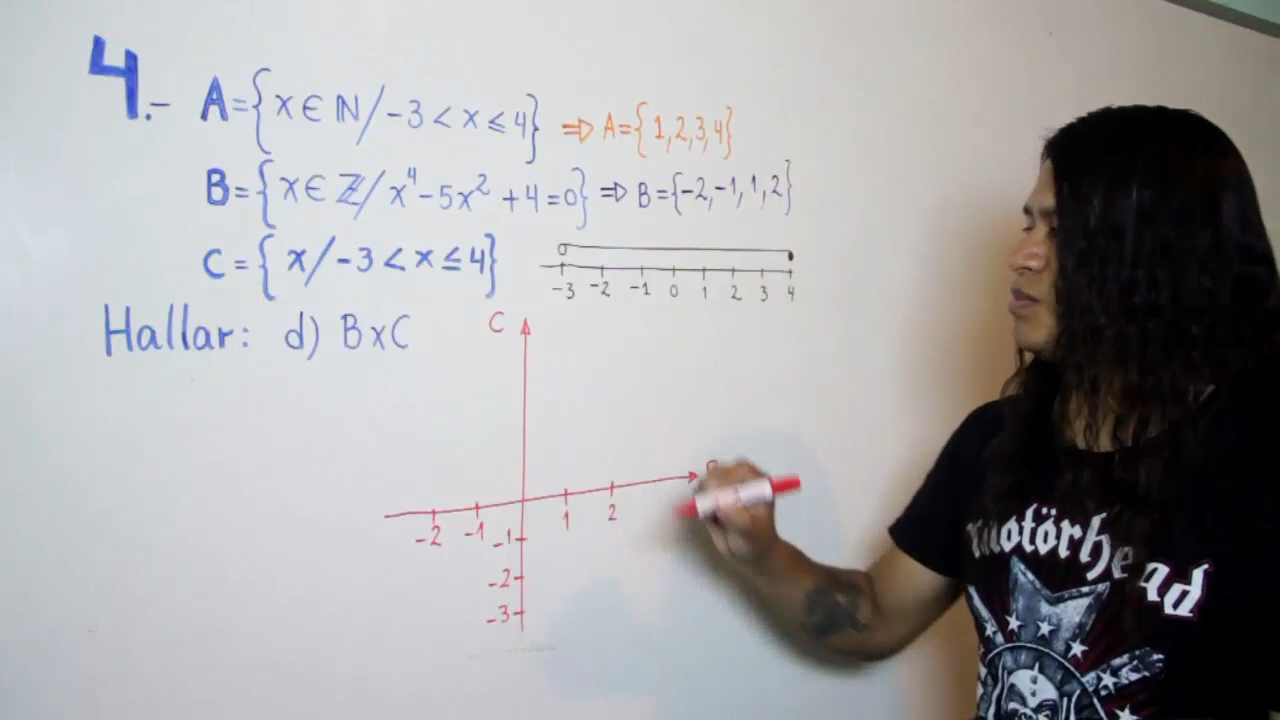 4.- A={x∈ℕ/-3<x≤4} ⇒ A={1,2,3,4}
B={x∈ℤ/x⁴-5x²+4=0} ⇒ B={-2,-1,1,2}
C={x/-3<x≤4}
-3 -2 -1 0 1 2 3 4
Hallar: d) BxC
C
-2 -1 1 2
-1
-2
-3
Motörhead